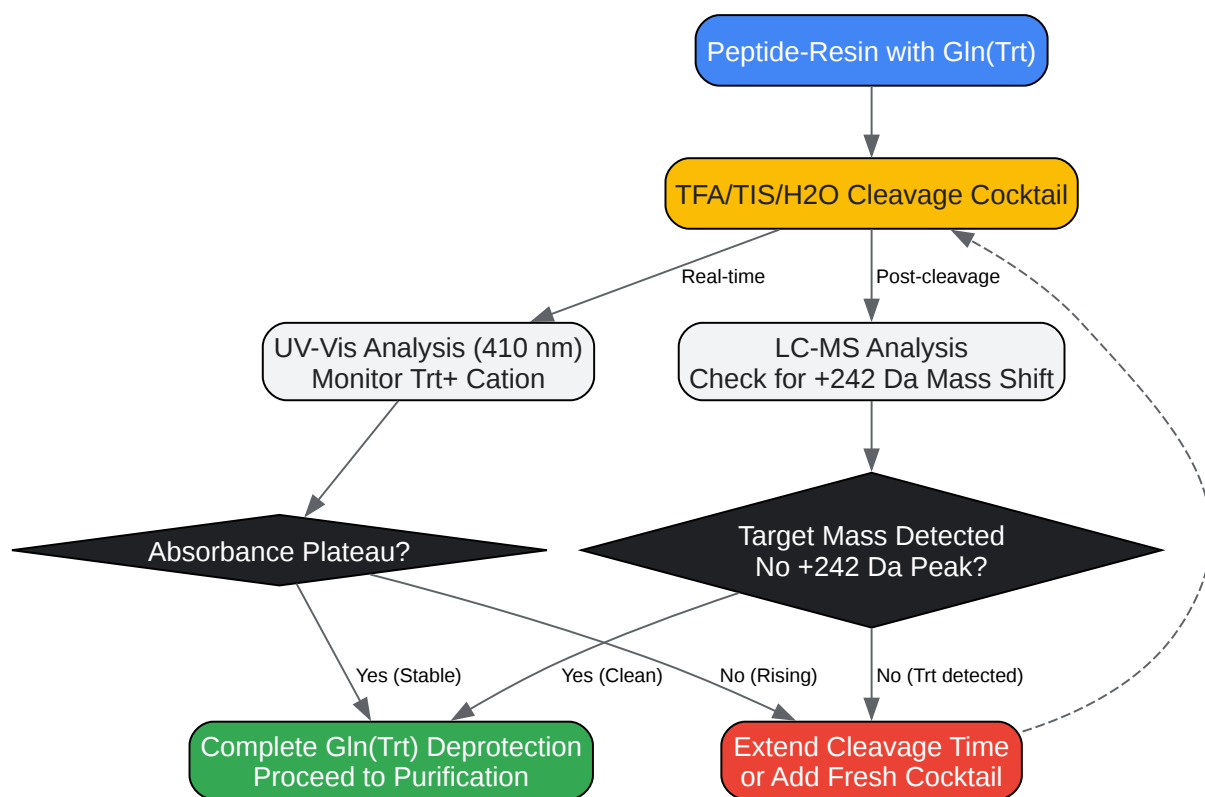 Peptide-Resin with Gln(Trt)
TFA/TIS/H2O Cleavage Cocktail
Real-time
Post-cleavage
UV-Vis Analysis (410 nm)
Monitor Trt+ Cation
LC-MS Analysis
Check for +242 Da Mass Shift
Absorbance Plateau?
Target Mass Detected
No +242 Da Peak?
Yes (Stable)
Yes (Clean)
No (Rising)
No (Trt detected)
Complete Gln(Trt) Deprotection
Proceed to Purification
Extend Cleavage Time
or Add Fresh Cocktail